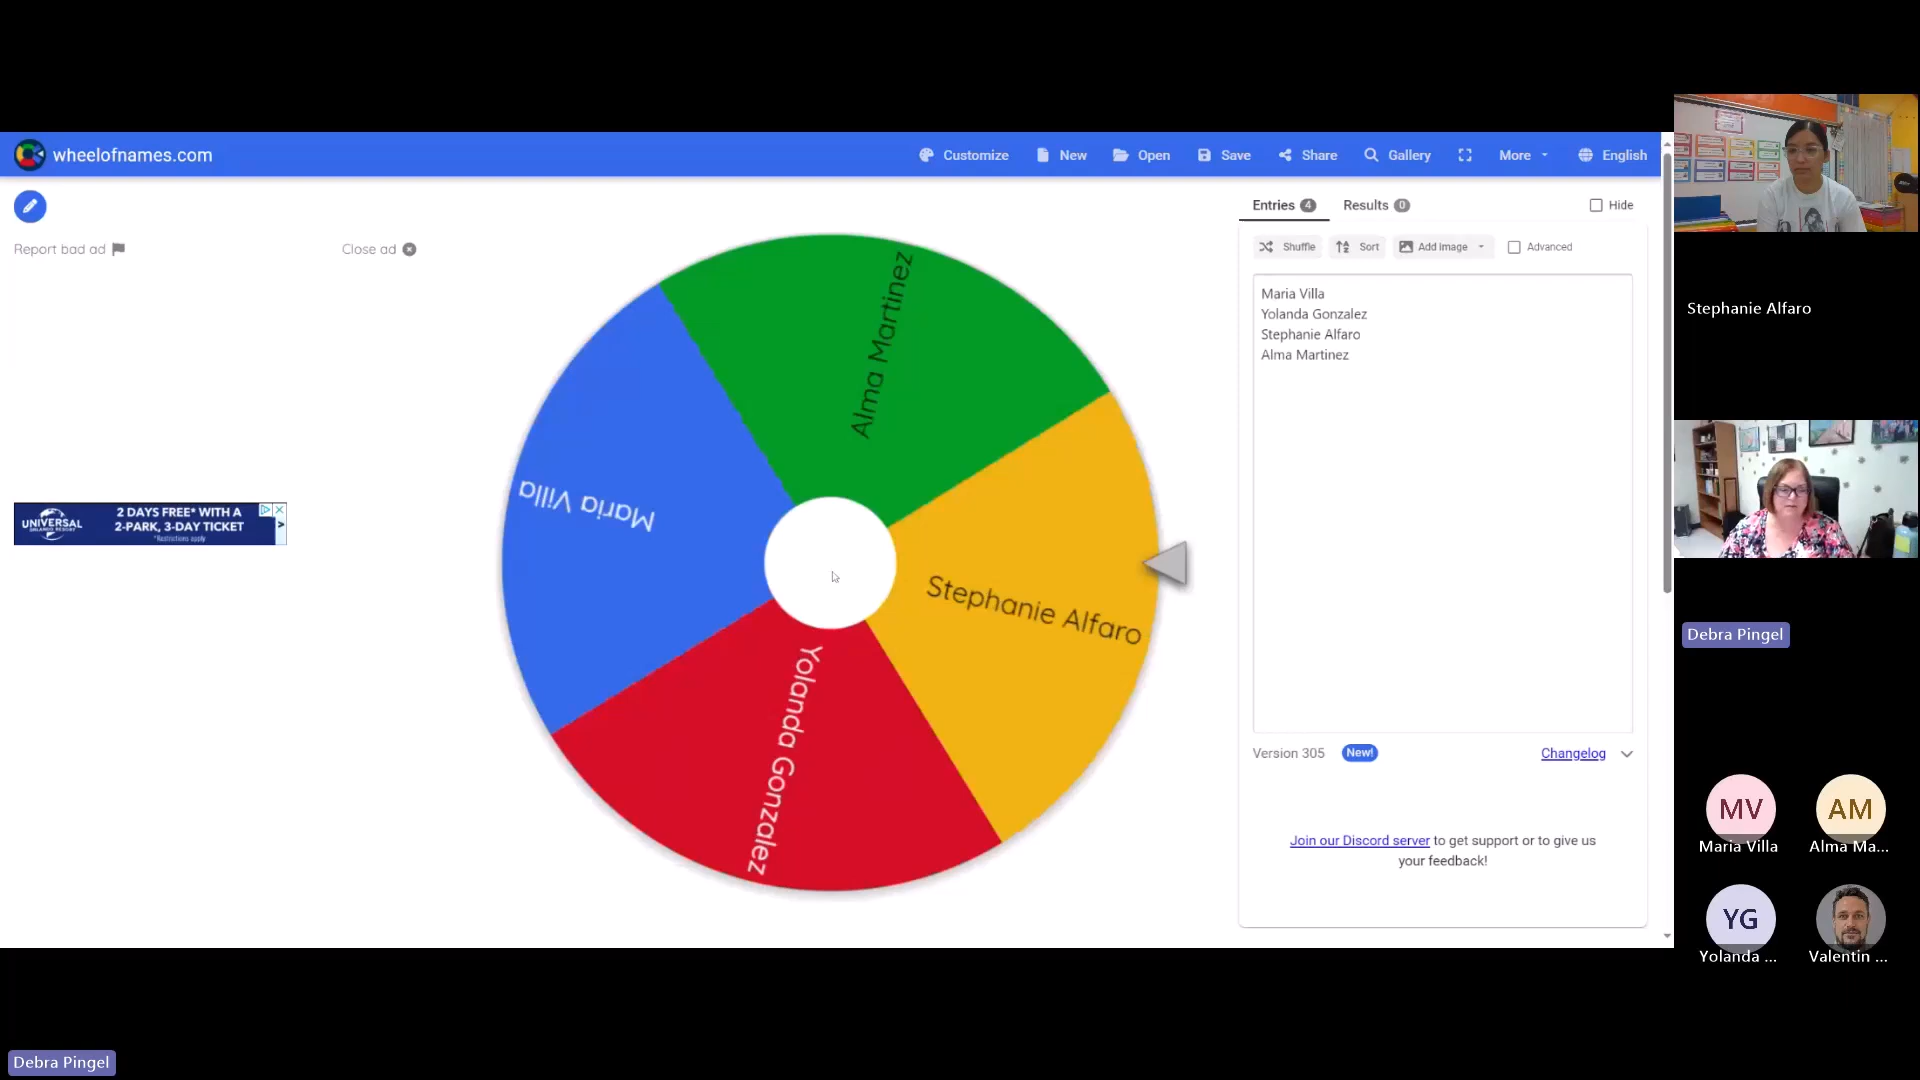 wheelofnames.com
Customize
New
Open
Save
Share
Gallery
More
English
Report bad ad
Close ad
UNIVERSAL
2 DAYS FREE* WITH A
2-PARK, 3-DAY TICKET
*Restrictions apply
Alma Martinez
Maria Villa
Stephanie Alfaro
Yolanda Gonzalez
Entries 4
Results 0
Hide
Shuffle
Sort
Add image
Advanced
Maria Villa
Yolanda Gonzalez
Stephanie Alfaro
Alma Martinez
Version 305
New!
Changelog
Join our Discord server to get support or to give us
your feedback!
Stephanie Alfaro
Debra Pingel
MV
Maria Villa
AM
Alma Ma...
YG
Yolanda ...
Valentin ...
Debra Pingel